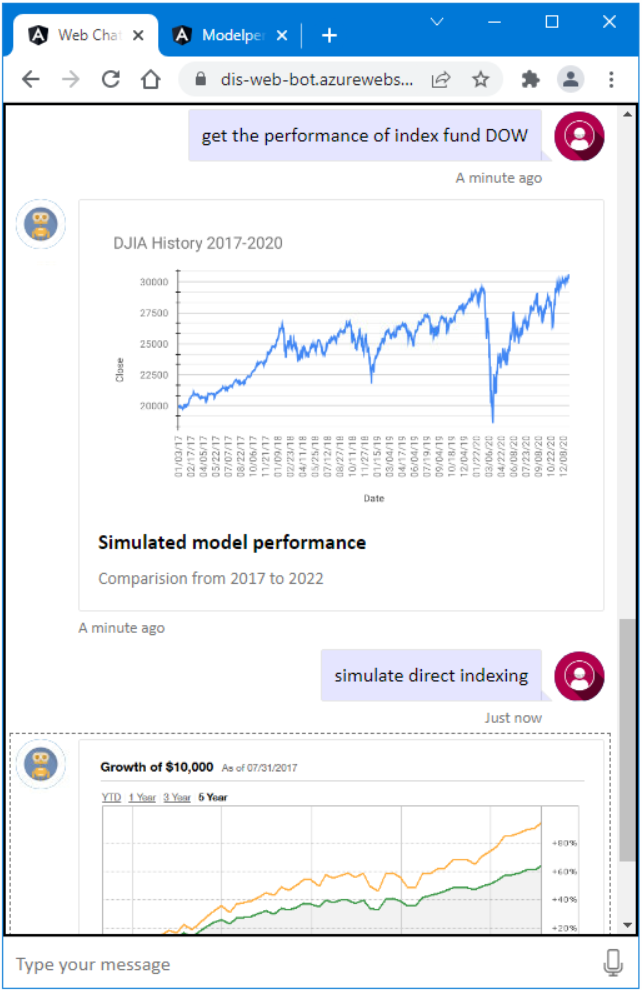 Web Chat
Modelpe
dis-web-bot.azurewebs...
get the performance of index fund DOW
A minute ago
DJIA History 2017-2020
30000
27500
25000
22500
20000
Close
01/03/17
02/17/17
04/05/17
05/22/17
07/07/17
08/22/17
10/06/17
11/21/17
01/09/18
02/23/18
04/11/18
05/25/18
07/12/18
08/27/18
10/11/18
11/27/18
01/15/19
03/04/19
04/17/19
06/04/19
07/19/19
09/04/19
10/18/19
12/04/19
01/22/20
03/06/20
04/22/20
06/08/20
07/23/20
09/08/20
10/22/20
12/08/20
Date
Simulated model performance
Comparision from 2017 to 2022
A minute ago
simulate direct indexing
Just now
Growth of $10,000 As of 07/31/2017
YTD 1 Year 3 Year 5 Year
+80%
+60%
+40%
+20%
Type your message